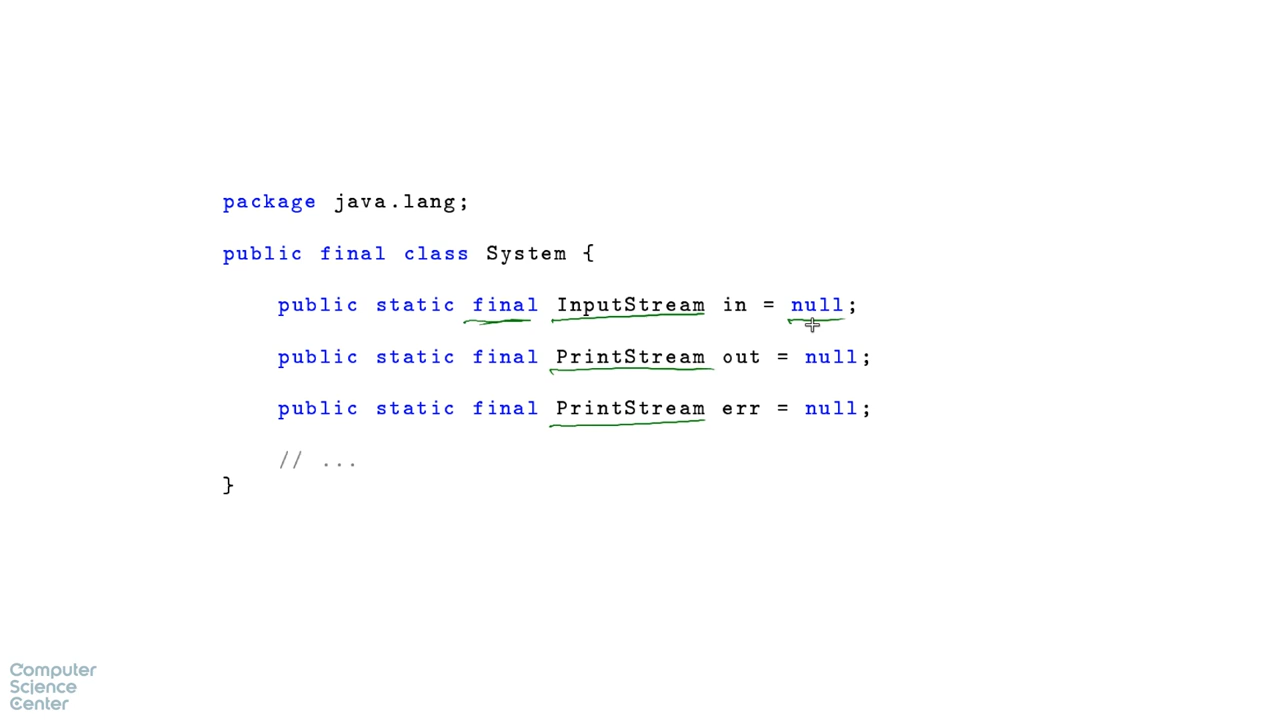 package java.lang;
public final class System {
public static final InputStream in = null;
public static final PrintStream out = null;
public static final PrintStream err = null;
// ...
}
Computer
Science
Center